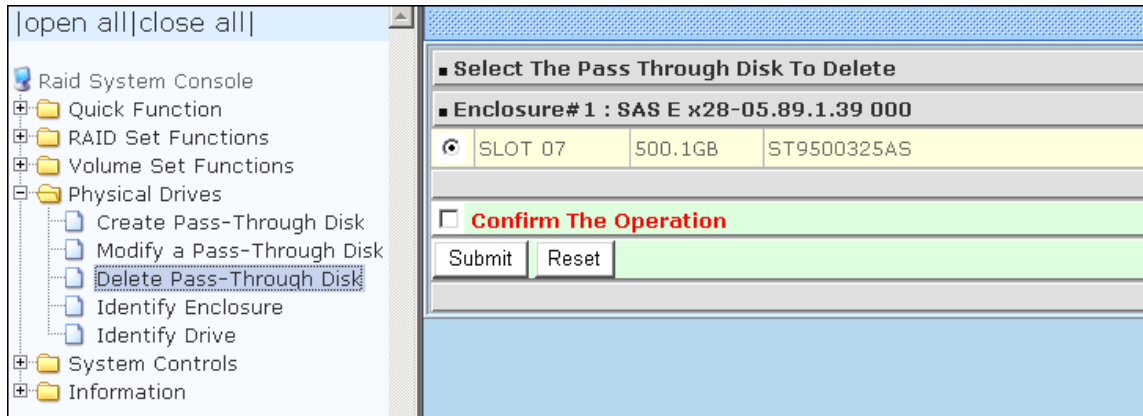 |open all|close all|
Raid System Console
Quick Function
RAID Set Functions
Volume Set Functions
Physical Drives
Create Pass-Through Disk
Modify a Pass-Through Disk
Delete Pass-Through Disk
Identify Enclosure
Identify Drive
System Controls
Information
Select The Pass Through Disk To Delete
Enclosure#1 : SAS E x28-05.89.1.39 000
SLOT 07 500.1GB ST9500325AS
Confirm The Operation
Submit Reset